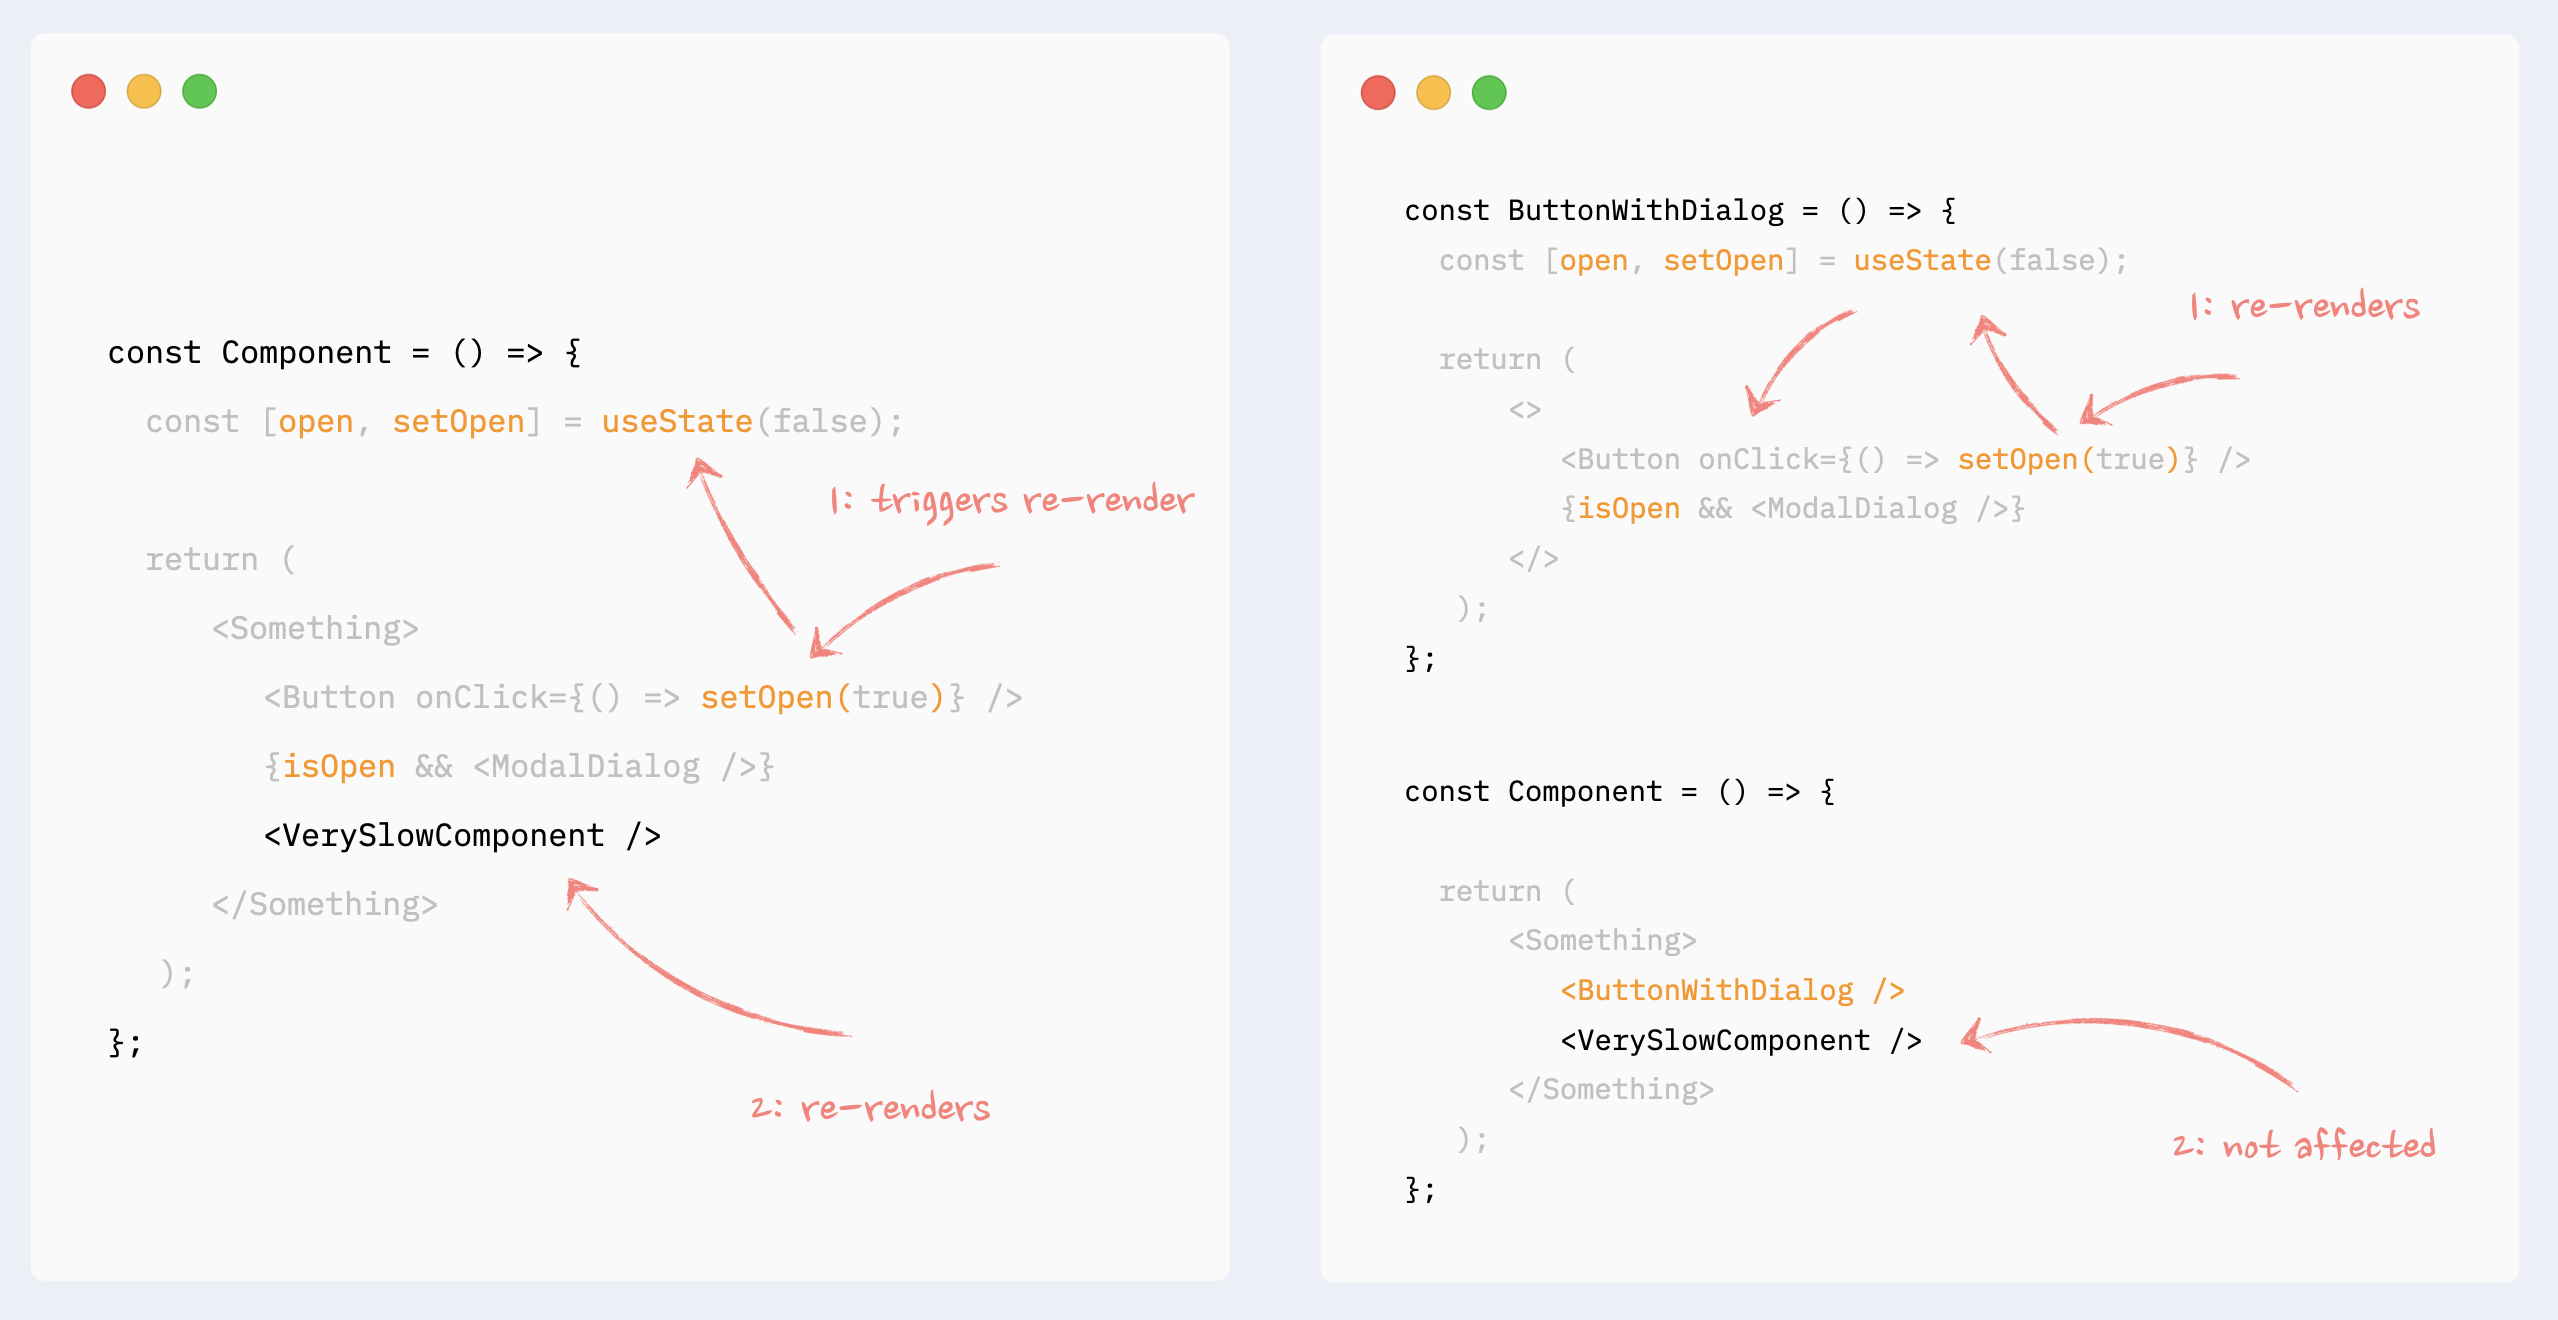 const Component = () => {
const [open, setOpen] = useState(false);
1: triggers re-render
return (
<Something>
<Button onClick={() => setOpen(true)} />
{isOpen && <ModalDialog />}
<VerySlowComponent />
</Something>
);
};
2: re-renders
const ButtonWithDialog = () => {
const [open, setOpen] = useState(false);
1: re-renders
return (
<>
<Button onClick={() => setOpen(true)} />
{isOpen && <ModalDialog />}
</>
);
};
const Component = () => {
return (
<Something>
<ButtonWithDialog />
<VerySlowComponent />
</Something>
2: not affected
);
};